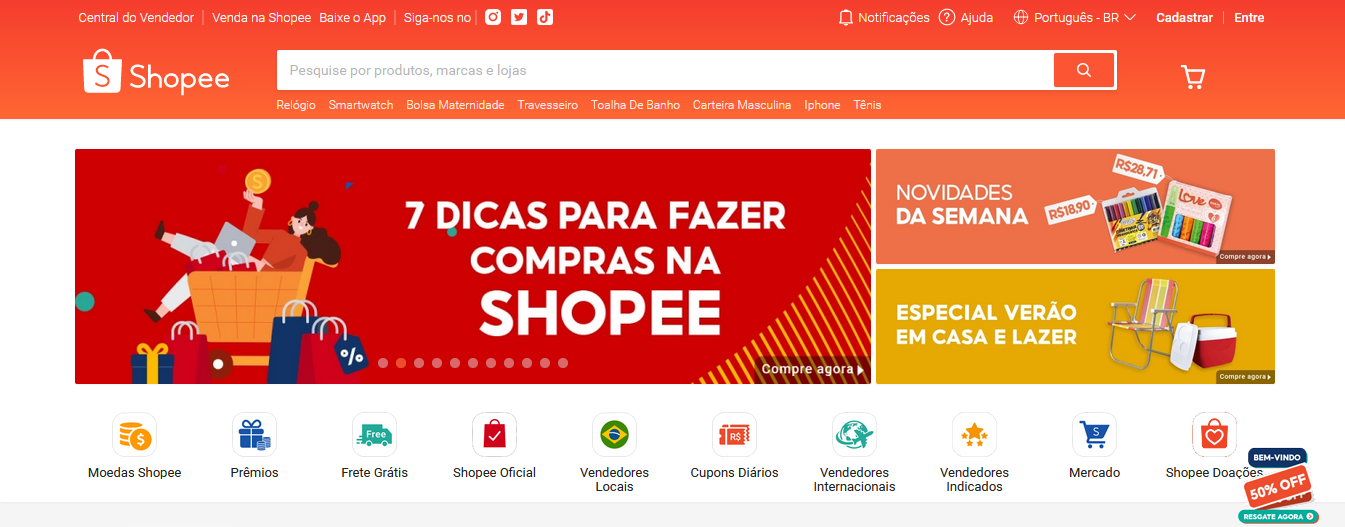 Central do Vendedor
Venda na Shopee
Baixe o App
Siga-nos no
Notificações
Ajuda
Português - BR
Cadastrar
Entre
Shopee
Pesquise por produtos, marcas e lojas
Relógio
Smartwatch
Bolsa Maternidade
Travesseiro
Toalha De Banho
Carteira Masculina
Iphone
Tênis
7 DICAS PARA FAZER
COMPRAS NA
SHOPEE
%
Compre agora
NOVIDADES
DA SEMANA
R$28,71
R$18,90
Love
Compre agora
ESPECIAL VERÃO
EM CASA E LAZER
Compre agora
Moedas Shopee
Prêmios
Free
Frete Grátis
Shopee Oficial
Vendedores
Locais
R$
Cupons Diários
Vendedores
Internacionais
Vendedores
Indicados
Mercado
Shopee Doações
BEM-VINDO
50% OFF
RESGATE AGORA